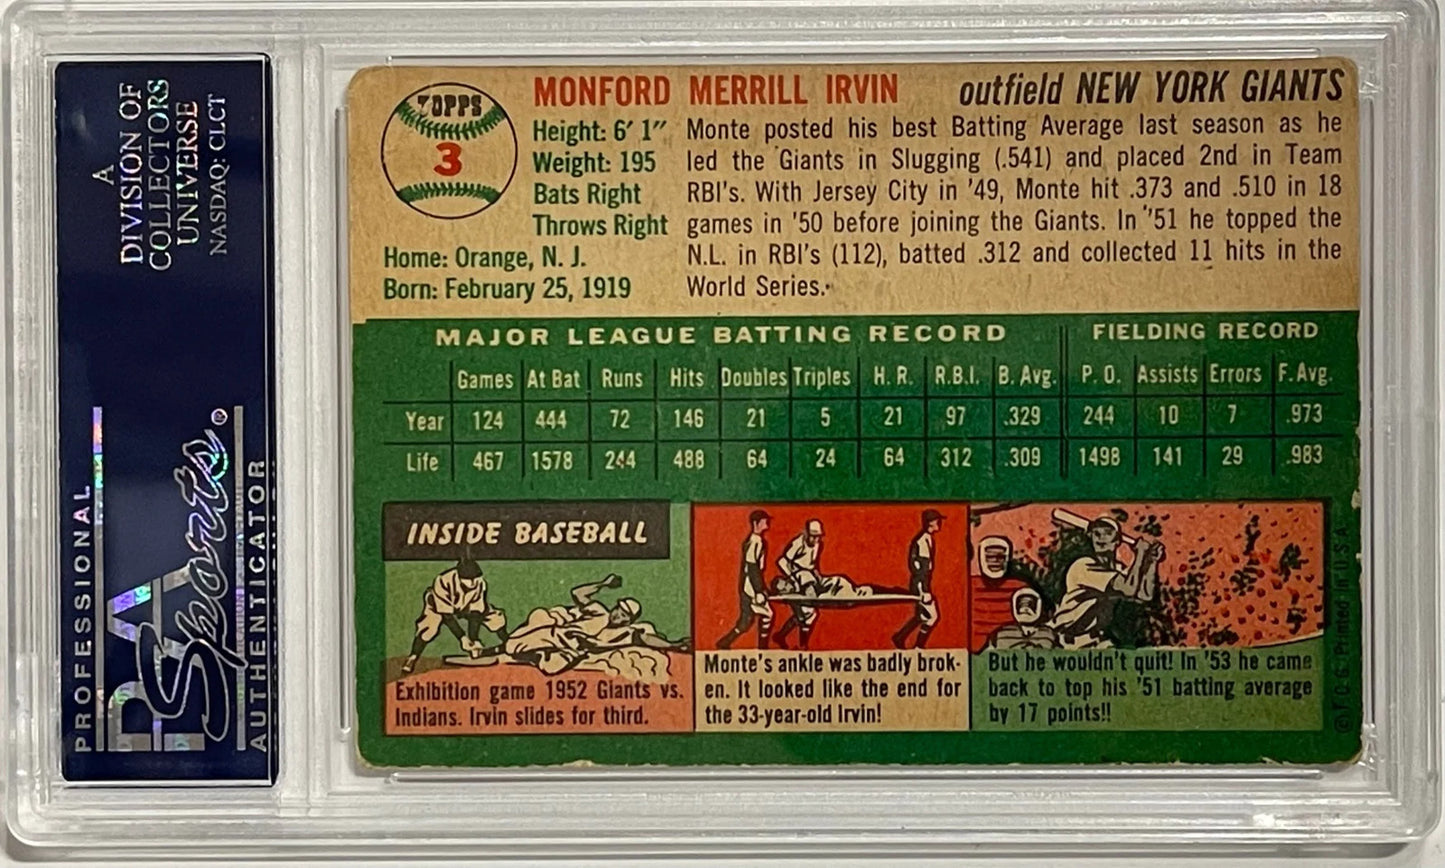 A
DIVISION OF
COLLECTORS
UNIVERSE
NASDAQ: CLCT
PROFESSIONAL
PSA
Sports®
AUTHENTICATOR
TOPPS
3
MONFORD MERRILL IRVIN outfield NEW YORK GIANTS
Height: 6′ 1″
Weight: 195
Bats Right
Throws Right
Home: Orange, N. J.
Born: February 25, 1919
Monte posted his best Batting Average last season as he
led the Giants in Slugging (.541) and placed 2nd in Team
RBI's. With Jersey City in '49, Monte hit .373 and .510 in 18
games in '50 before joining the Giants. In '51 he topped the
N.L. in RBI's (112), batted .312 and collected 11 hits in the
World Series.
MAJOR LEAGUE BATTING RECORD FIELDING RECORD
Games At Bat Runs Hits Doubles Triples H. R. R.B.I. B. Avg. P. O. Assists Errors F. Avg.
Year 124 444 72 146 21 5 21 97 .329 244 10 7 .973
Life 467 1578 244 488 64 24 64 312 .309 1498 141 29 .983
INSIDE BASEBALL
Exhibition game 1952 Giants vs.
Indians. Irvin slides for third.
Monte's ankle was badly brok-
en. It looked like the end for
the 33-year-old Irvin!
But he wouldn't quit! In '53 he came
back to top his '51 batting average
by 17 points!!
© T.C.G. Printed in U.S.A.